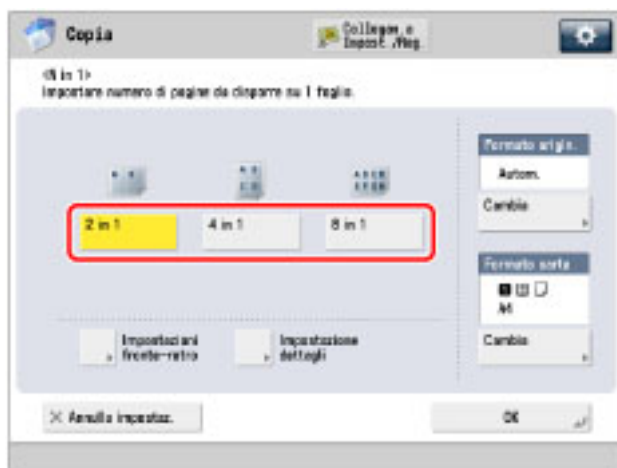 Copia
Collegam. a
Impost./Reg.
<N in 1>
Impostare numero di pagine da disporre su 1 foglio.
2 in 1
4 in 1
8 in 1
Formato origin.
Autom.
Cambia
Formato carta
A4
Cambia
Impostazioni
fronte-retro
Impostazione
dettagli
Annulla impostaz.
OK